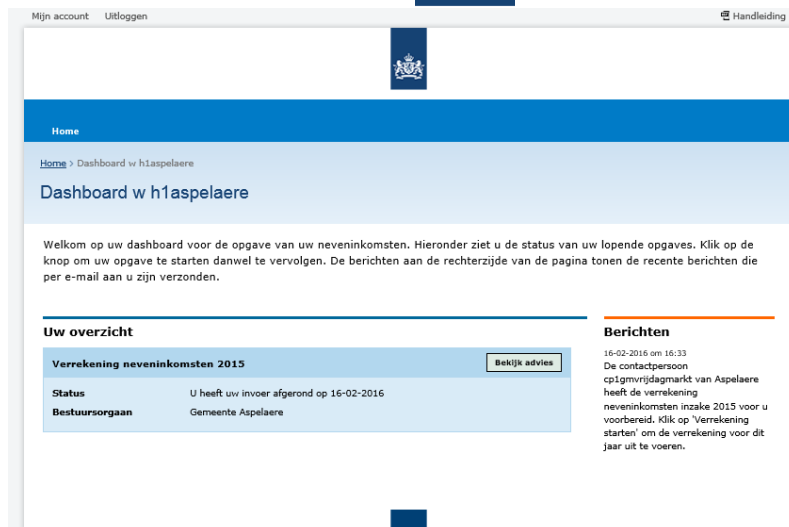 Mijn account Uitloggen Handleiding
Home
Home > Dashboard w h1aspelaere
Dashboard w h1aspelaere
Welkom op uw dashboard voor de opgave van uw neveninkomsten. Hieronder ziet u de status van uw lopende opgaves. Klik op de
knop om uw opgave te starten danwel te vervolgen. De berichten aan de rechterzijde van de pagina tonen de recente berichten die
per e-mail aan u zijn verzonden.
Uw overzicht
Verrekening neveninkomsten 2015 Bekijk advies
Status U heeft uw invoer afgerond op 16-02-2016
Bestuursorgaan Gemeente Aspelaere
Berichten
16-02-2016 om 16:33
De contactpersoon
cp1gmvrijdagmarkt van Aspelaere
heeft de verrekening
neveninkomsten inzake 2015 voor u
voorbereid. Klik op 'Verrekening
starten' om de verrekening voor dit
jaar uit te voeren.